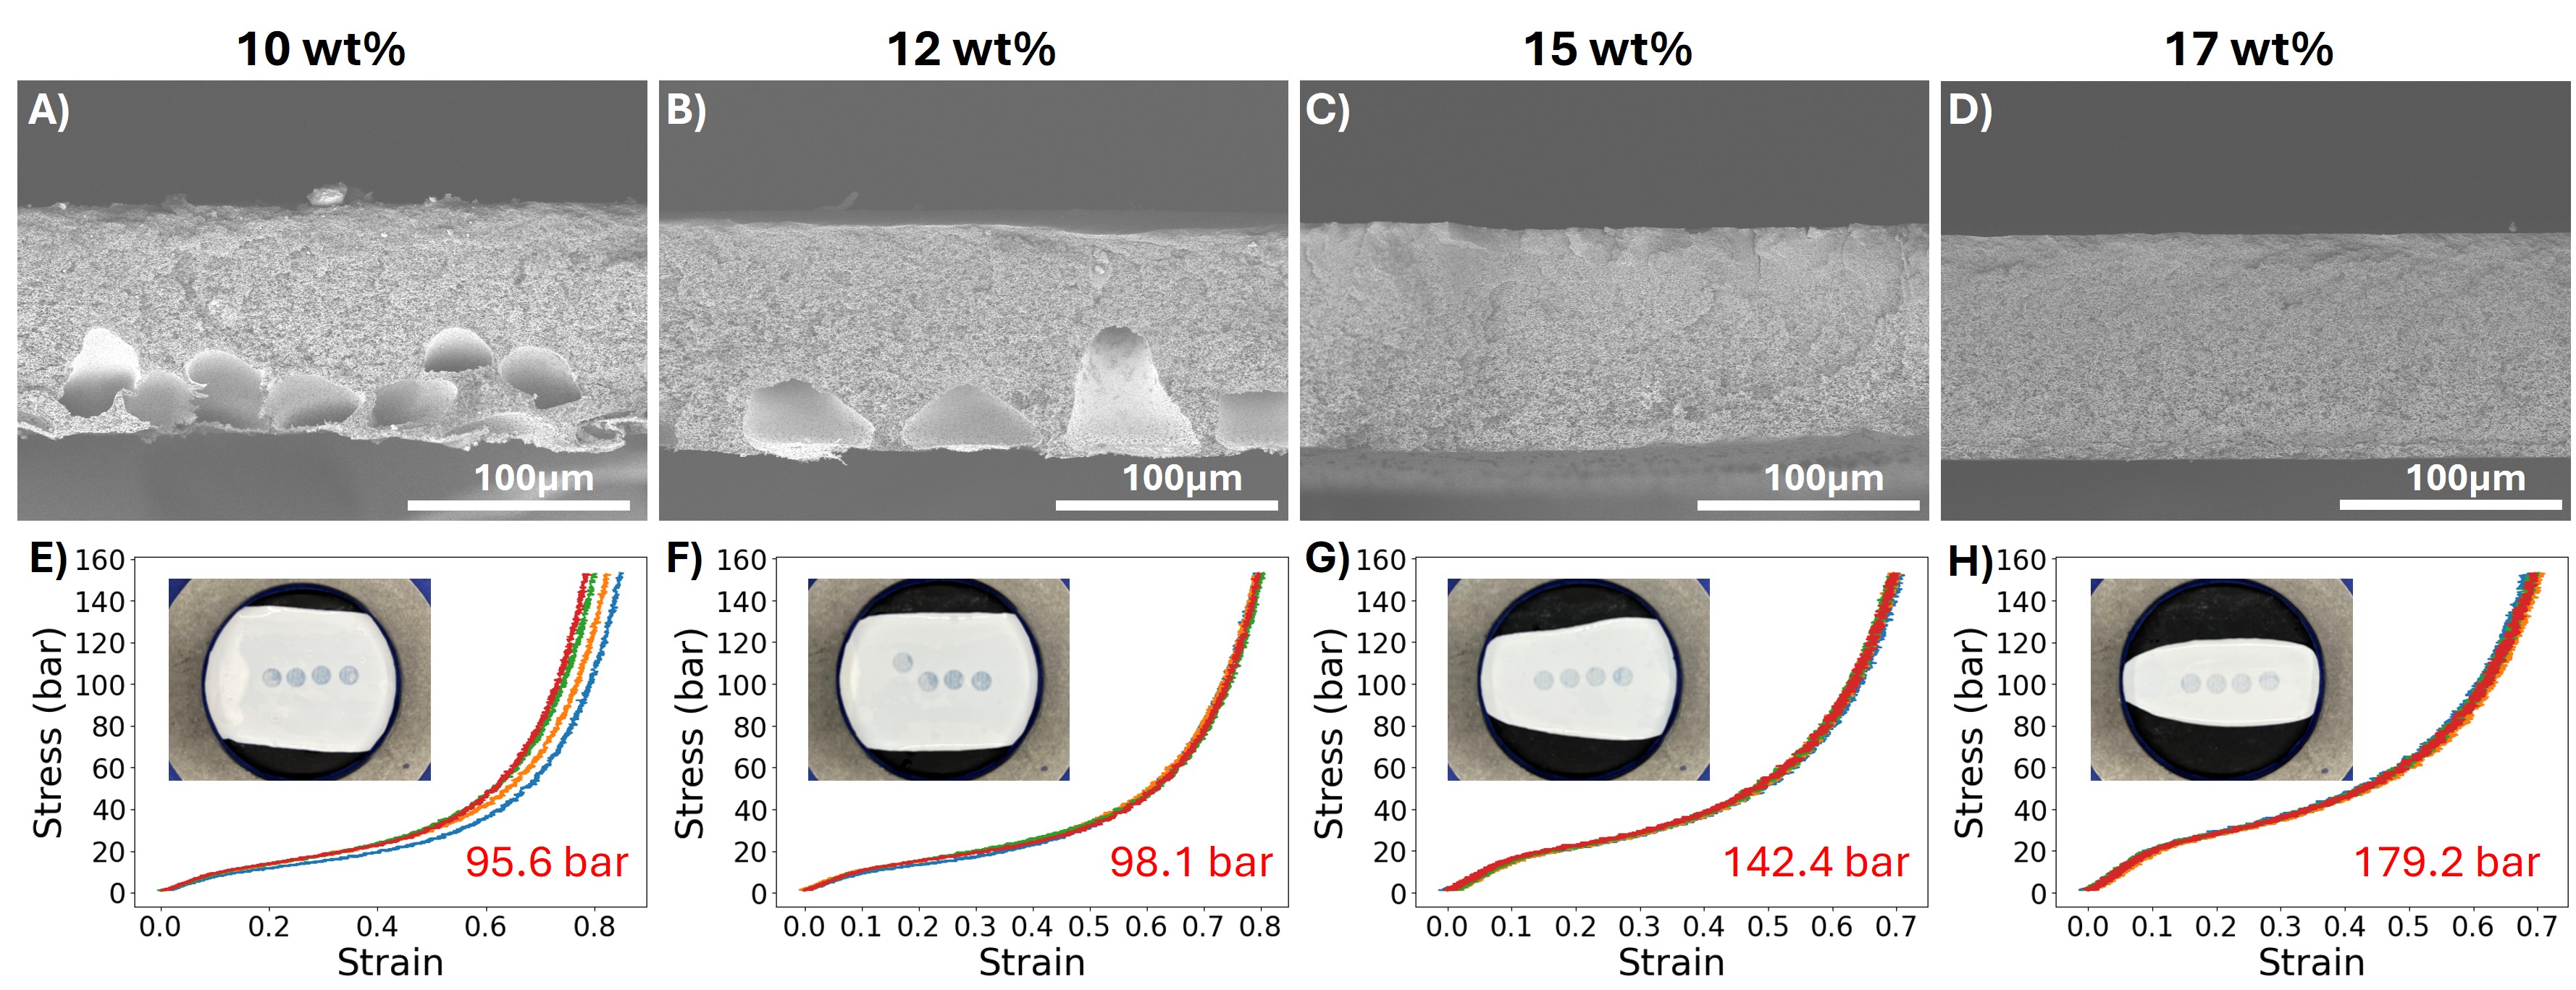 10 wt%
12 wt%
15 wt%
17 wt%
A)
B)
C)
D)
100μm
100μm
100μm
100μm
E)
160
140
120
100
80
60
40
20
0
Stress (bar)
95.6 bar
0.0
0.2
0.4
0.6
0.8
Strain
F)
160
140
120
100
80
60
40
20
0
Stress (bar)
98.1 bar
0.0
0.1
0.2
0.3
0.4
0.5
0.6
0.7
0.8
Strain
G)
160
140
120
100
80
60
40
20
0
Stress (bar)
142.4 bar
0.0
0.1
0.2
0.3
0.4
0.5
0.6
0.7
Strain
H)
160
140
120
100
80
60
40
20
0
Stress (bar)
179.2 bar
0.0
0.1
0.2
0.3
0.4
0.5
0.6
0.7
Strain